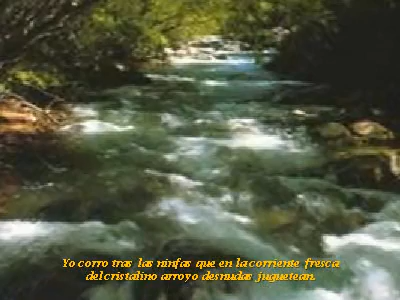 Yo corro tras las ninfas que en la corriente fresca
del cristalino arroyo desnudas juguetean.